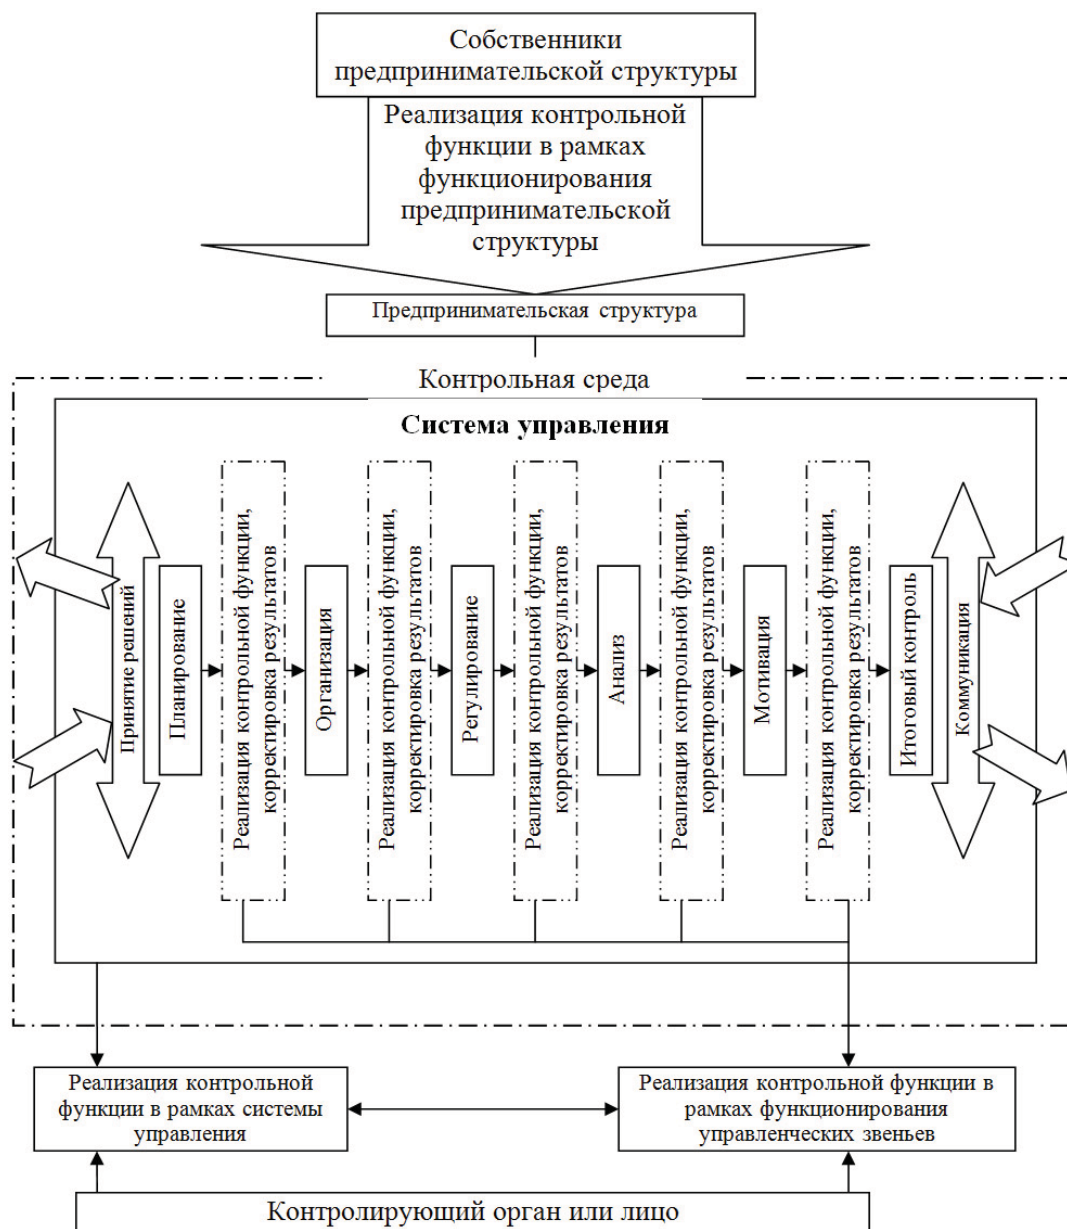 Собственники
предпринимательской структуры
Реализация контрольной
функции в рамках
функционирования
предпринимательской
структуры
Предпринимательская структура
Контрольная среда
Система управления
Принятие решений
Планирование
Реализация контрольной функции,
корректировка результатов
Организация
Реализация контрольной функции,
корректировка результатов
Регулирование
Реализация контрольной функции,
корректировка результатов
Анализ
Реализация контрольной функции,
корректировка результатов
Мотивация
Реализация контрольной функции,
корректировка результатов
Итоговый контроль
Коммуникация
Реализация контрольной
функции в рамках системы
управления
Реализация контрольной функции в
рамках функционирования
управленческих звеньев
Контролирующий орган или лицо